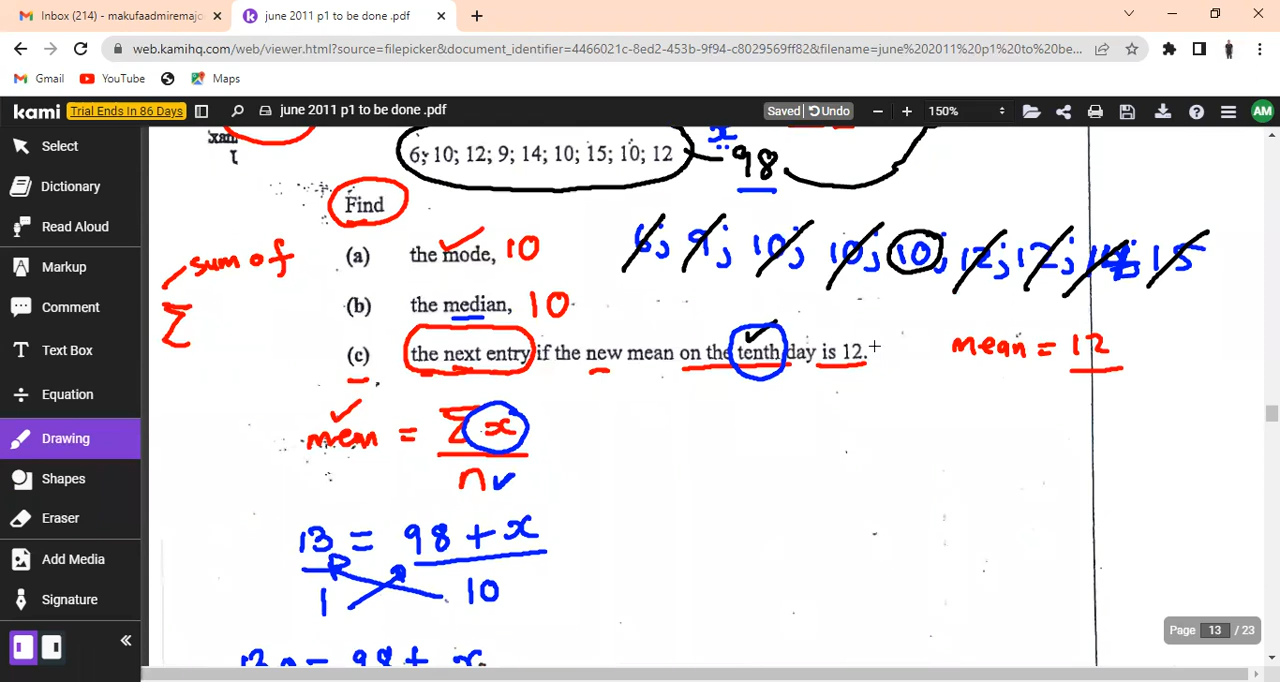 Inbox (214) - makufaadmiremajo
june 2011 p1 to be done .pdf
web.kamihq.com/web/viewer.html?source=filepicker&document_identifier=4466021c-8ed2-453b-9f94-c8029569ff82&filename=june%202011%20p1%20to%20be...
Gmail YouTube Maps
kami Trial Ends In 86 Days june 2011 p1 to be done .pdf Saved Undo 150% AM
Select
Dictionary
Read Aloud
Markup
Comment
Text Box
Equation
Drawing
Shapes
Eraser
Add Media
Signature
6; 10; 12; 9; 14; 10; 15; 10; 12 98
Find
6; 9; 10; 10; 10; 12; 12; 14; 15
sum of
Σ
(a) the mode, 10
(b) the median, 10
(c) the next entry if the new mean on the tenth day is 12.
mean = 12
mean = Σx
n
13 = 98 + x
1 10
= 98 + x
Page 13 / 23